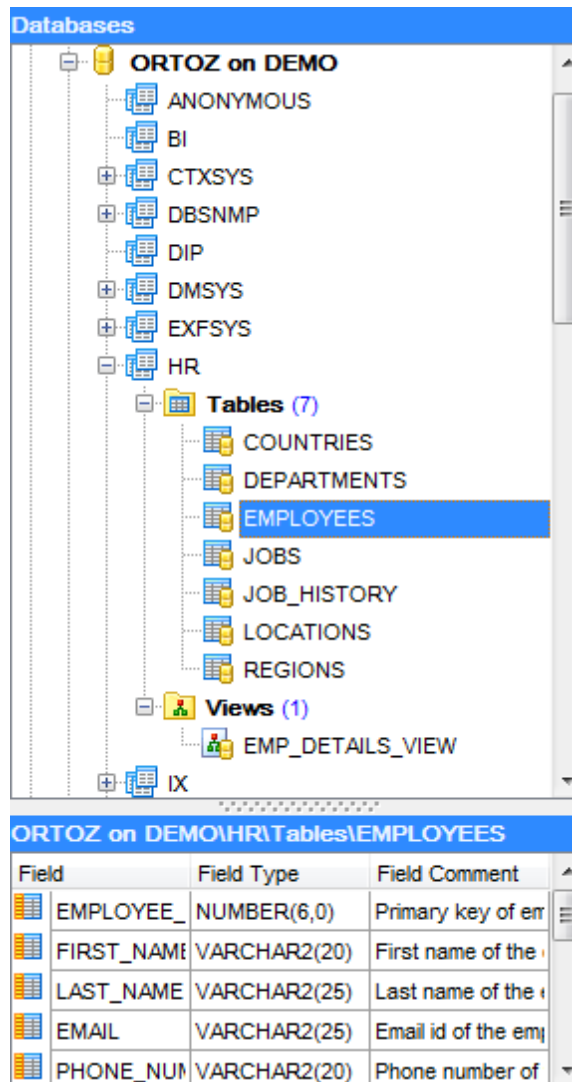 Databases
ORTOZ on DEMO
ANONYMOUS
BI
CTXSYS
DBSNMP
DIP
DMSYS
EXFSYS
HR
Tables (7)
COUNTRIES
DEPARTMENTS
EMPLOYEES
JOBS
JOB_HISTORY
LOCATIONS
REGIONS
Views (1)
EMP_DETAILS_VIEW
IX
ORTOZ on DEMO\HR\Tables\EMPLOYEES
Field Field Type Field Comment
EMPLOYEE_ NUMBER(6,0) Primary key of em
FIRST_NAME VARCHAR2(20) First name of the
LAST_NAME VARCHAR2(25) Last name of the
EMAIL VARCHAR2(25) Email id of the em
PHONE_NUM VARCHAR2(20) Phone number of